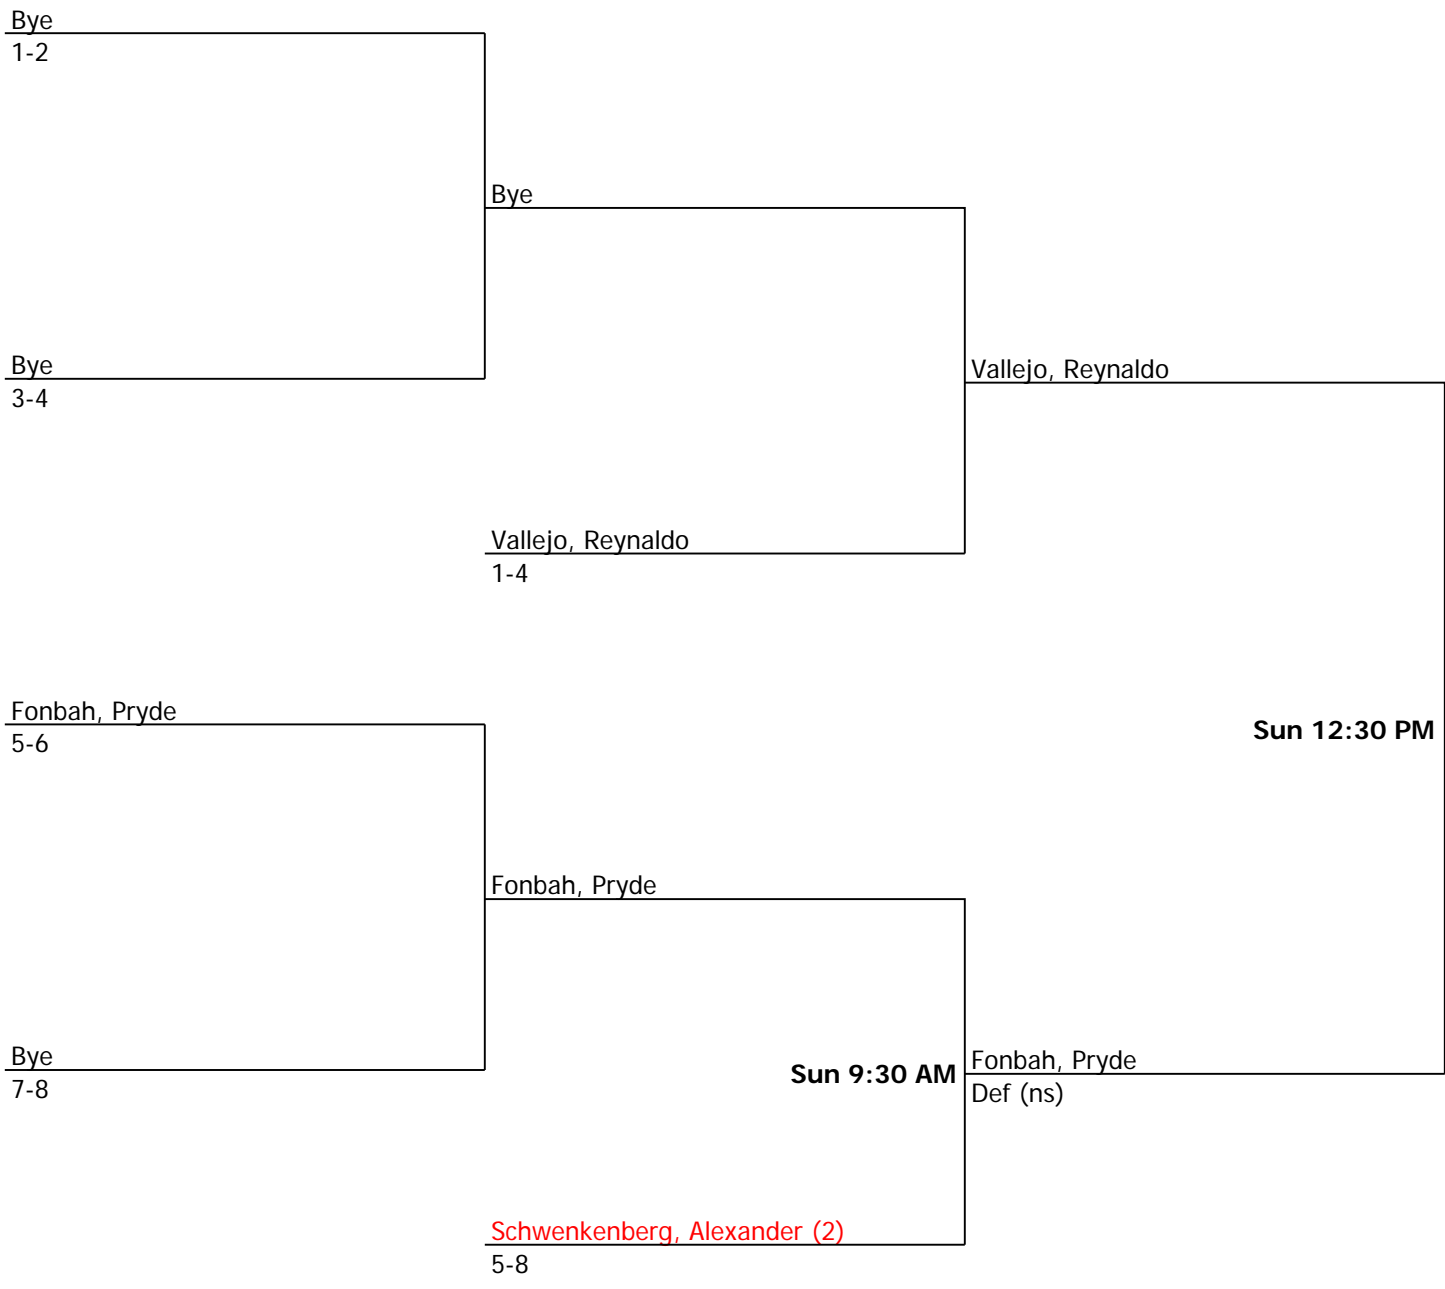 Bye
1-2
Bye
Bye
3-4
Vallejo, Reynaldo
Vallejo, Reynaldo
1-4
Fonbah, Pryde
5-6
Sun 12:30 PM
Fonbah, Pryde
Bye
7-8
Sun 9:30 AM
Fonbah, Pryde
Def (ns)
Schwenkenberg, Alexander (2)
5-8